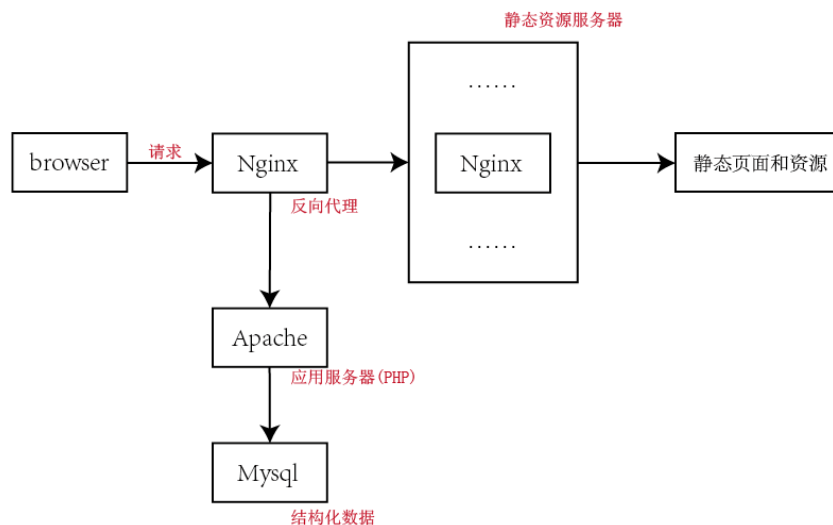 静态资源服务器
......
browser
请求
Nginx
Nginx
静态页面和资源
反向代理
......
Apache
应用服务器(PHP)
Mysql
结构化数据